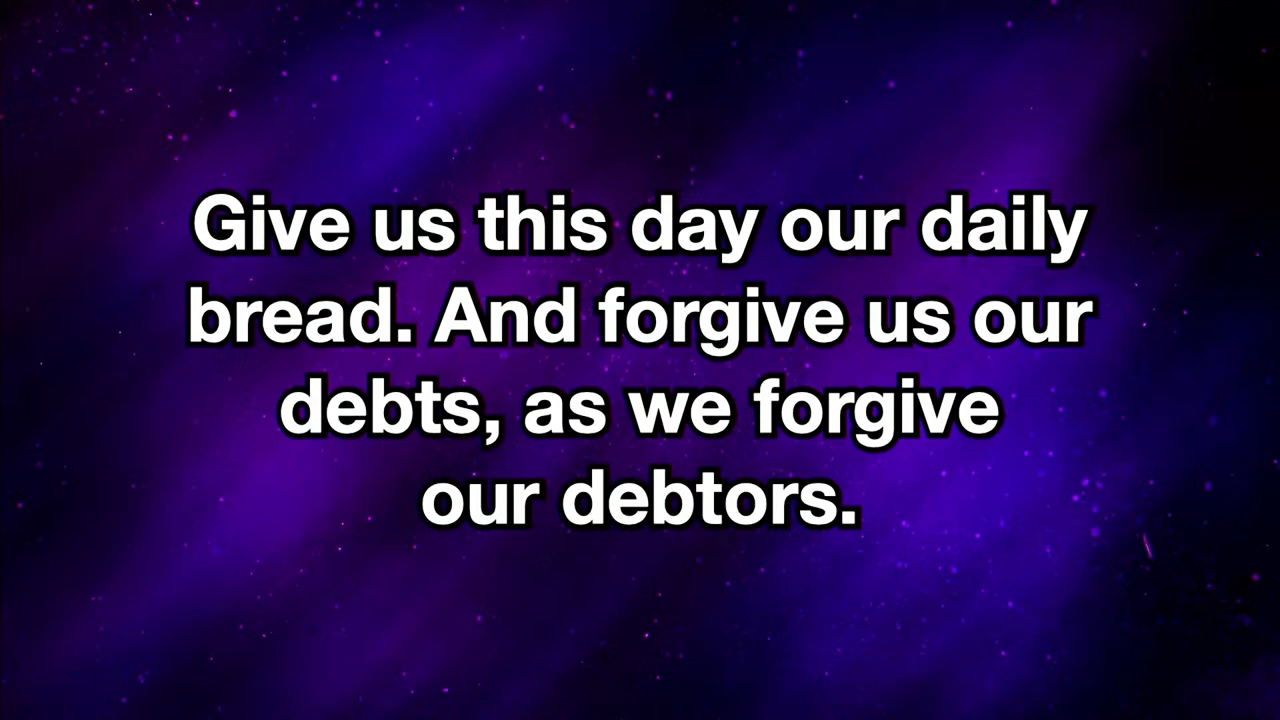 Give us this day our daily
bread. And forgive us our
debts, as we forgive
our debtors.